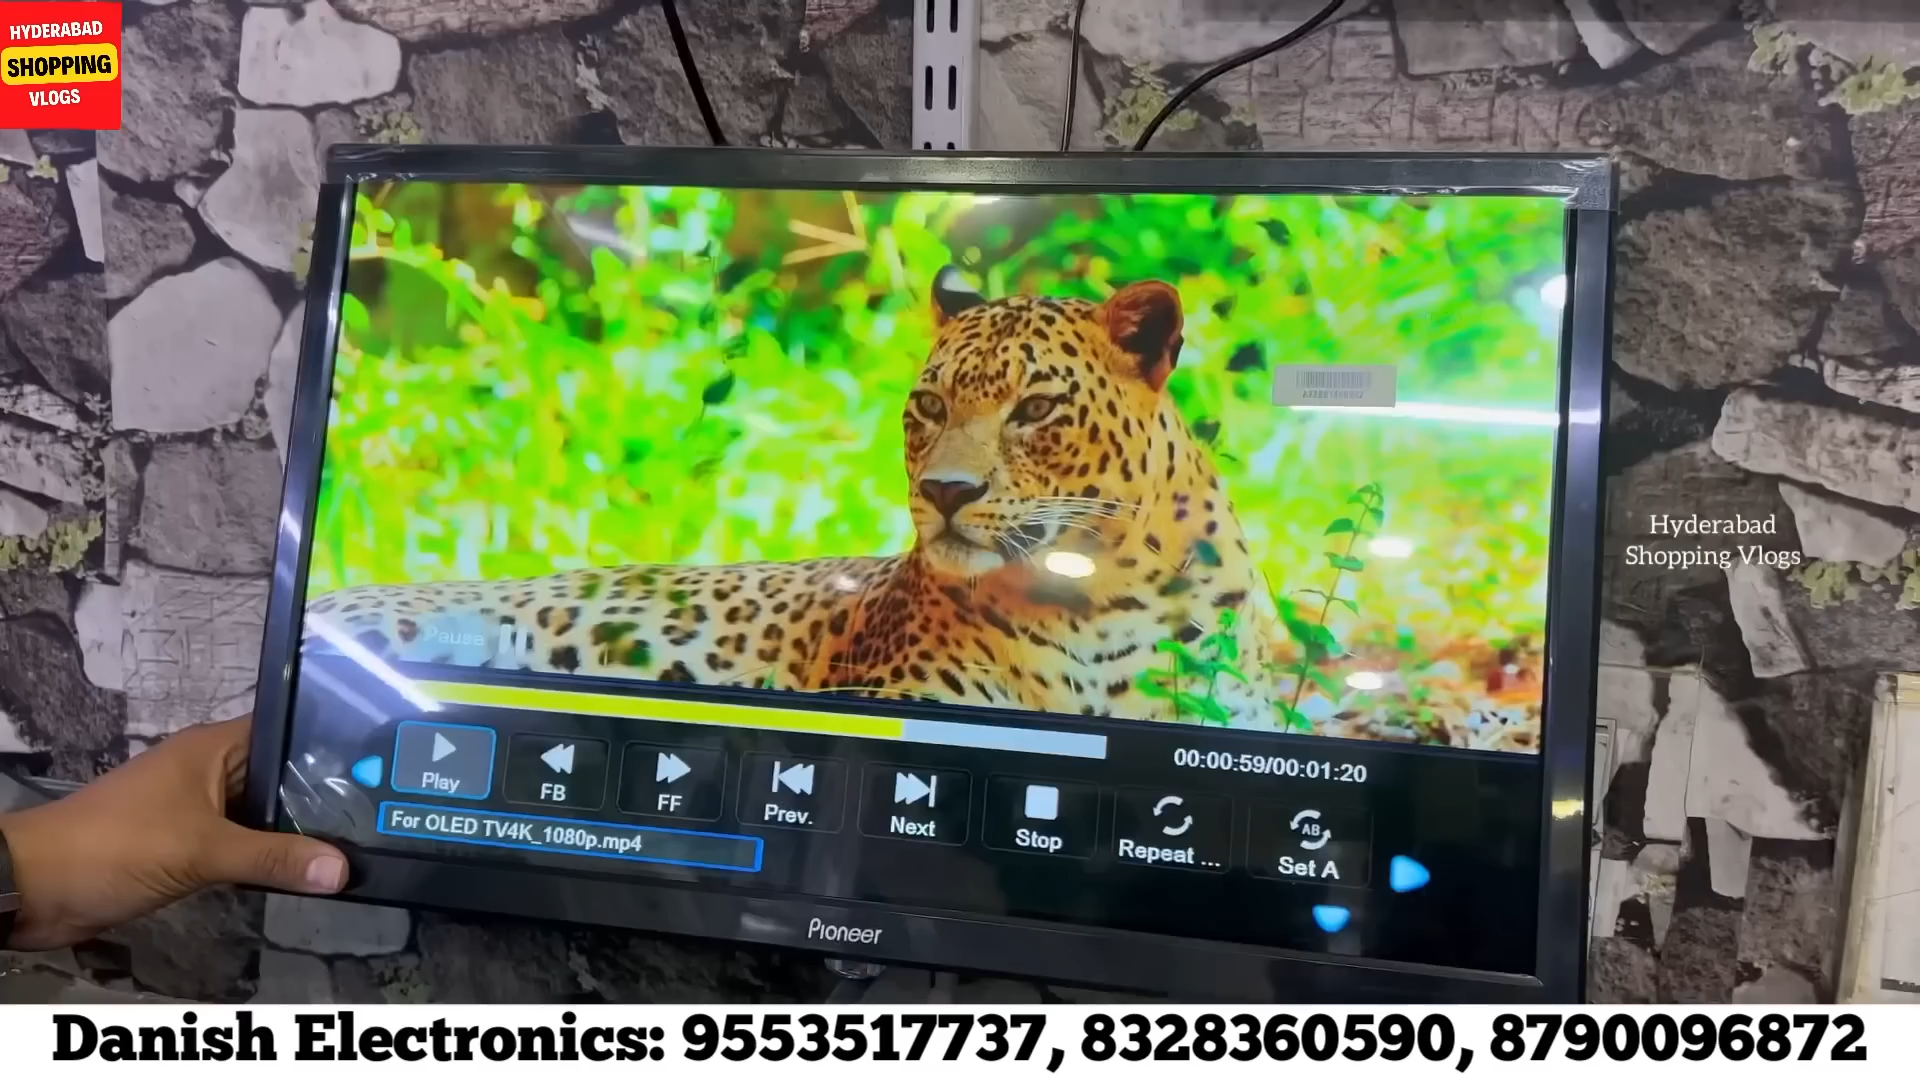 HYDERABAD
SHOPPING
VLOGS
Hyderabad
Shopping Vlogs
Pause
00:00:59/00:01:20
Play
FB
FF
Prev.
Next
Stop
Repeat ...
AB
Set A
For OLED TV4K_1080p.mp4
Pioneer
Danish Electronics: 9553517737, 8328360590, 8790096872